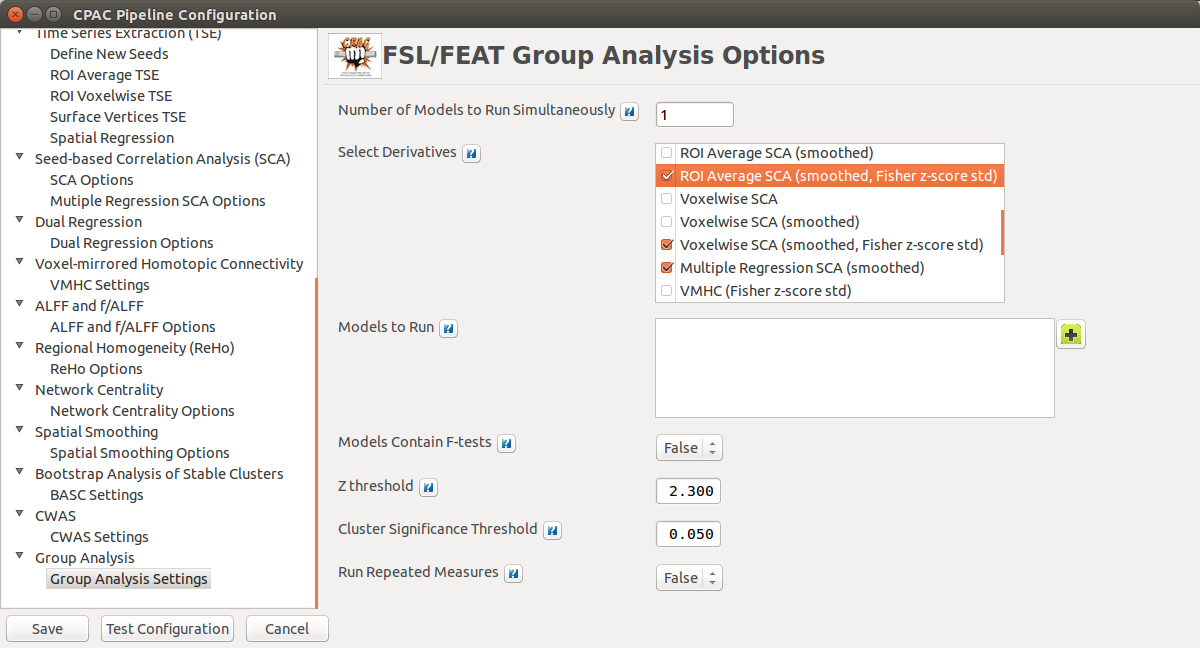 CPAC Pipeline Configuration
Time Series Extraction (TSE)
Define New Seeds
ROI Average TSE
ROI Voxelwise TSE
Surface Vertices TSE
Spatial Regression
Seed-based Correlation Analysis (SCA)
SCA Options
Mutiple Regression SCA Options
Dual Regression
Dual Regression Options
Voxel-mirrored Homotopic Connectivity
VMHC Settings
ALFF and f/ALFF
ALFF and f/ALFF Options
Regional Homogeneity (ReHo)
ReHo Options
Network Centrality
Network Centrality Options
Spatial Smoothing
Spatial Smoothing Options
Bootstrap Analysis of Stable Clusters
BASC Settings
CWAS
CWAS Settings
Group Analysis
Group Analysis Settings
Save
Test Configuration
Cancel
CPAC
FSL/FEAT Group Analysis Options
Number of Models to Run Simultaneously ? 1
Select Derivatives ?
ROI Average SCA (smoothed)
ROI Average SCA (smoothed, Fisher z-score std)
Voxelwise SCA
Voxelwise SCA (smoothed)
Voxelwise SCA (smoothed, Fisher z-score std)
Multiple Regression SCA (smoothed)
VMHC (Fisher z-score std)
Models to Run ?
Models Contain F-tests ? False
Z threshold ? 2.300
Cluster Significance Threshold ? 0.050
Run Repeated Measures ? False